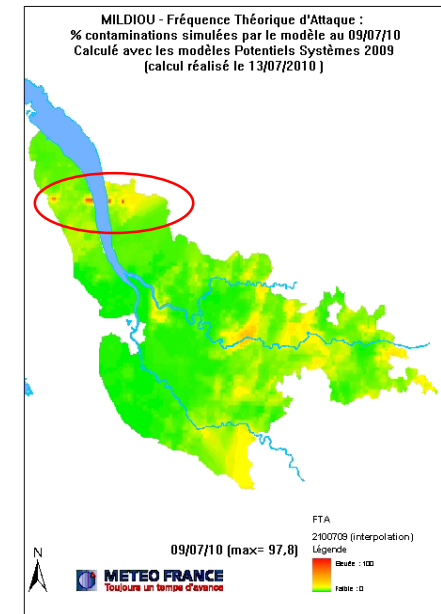 MILDIOU - Fréquence Théorique d'Attaque :
% contaminations simulées par le modèle au 09/07/10
Calculé avec les modèles Potentiels Systèmes 2009
(calcul réalisé le 13/07/2010 )
FTA
2100709 (interpolation)
Légende
Elevée : 100
Faible : 0
09/07/10 (max= 97,8)
N
METEO FRANCE
Toujours un temps d'avance